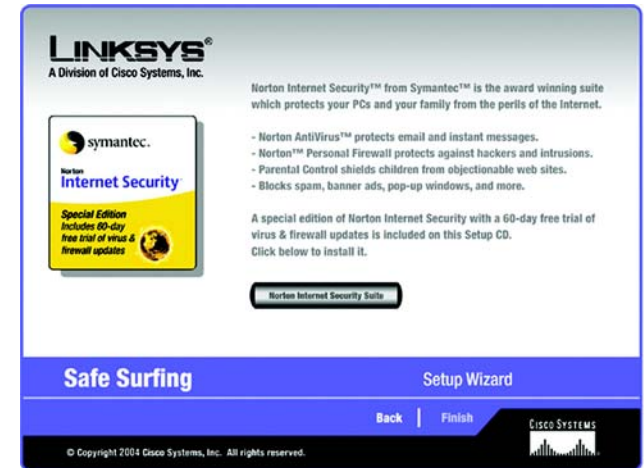 LINKSYS®
A Division of Cisco Systems, Inc.
Norton Internet Security™ from Symantec™ is the award winning suite
which protects your PCs and your family from the perils of the Internet.
- Norton AntiVirus™ protects email and instant messages.
- Norton™ Personal Firewall protects against hackers and intrusions.
- Parental Control shields children from objectionable web sites.
- Blocks spam, banner ads, pop-up windows, and more.
A special edition of Norton Internet Security with a 60-day free trial of
virus & firewall updates is included on this Setup CD.
Click below to install it.
symantec.
Norton
Internet Security
Special Edition
Includes 60-day
free trial of virus &
firewall updates
Norton Internet Security Suite
Safe Surfing
Setup Wizard
Back
Finish
CISCO SYSTEMS
© Copyright 2004 Cisco Systems, Inc. All rights reserved.